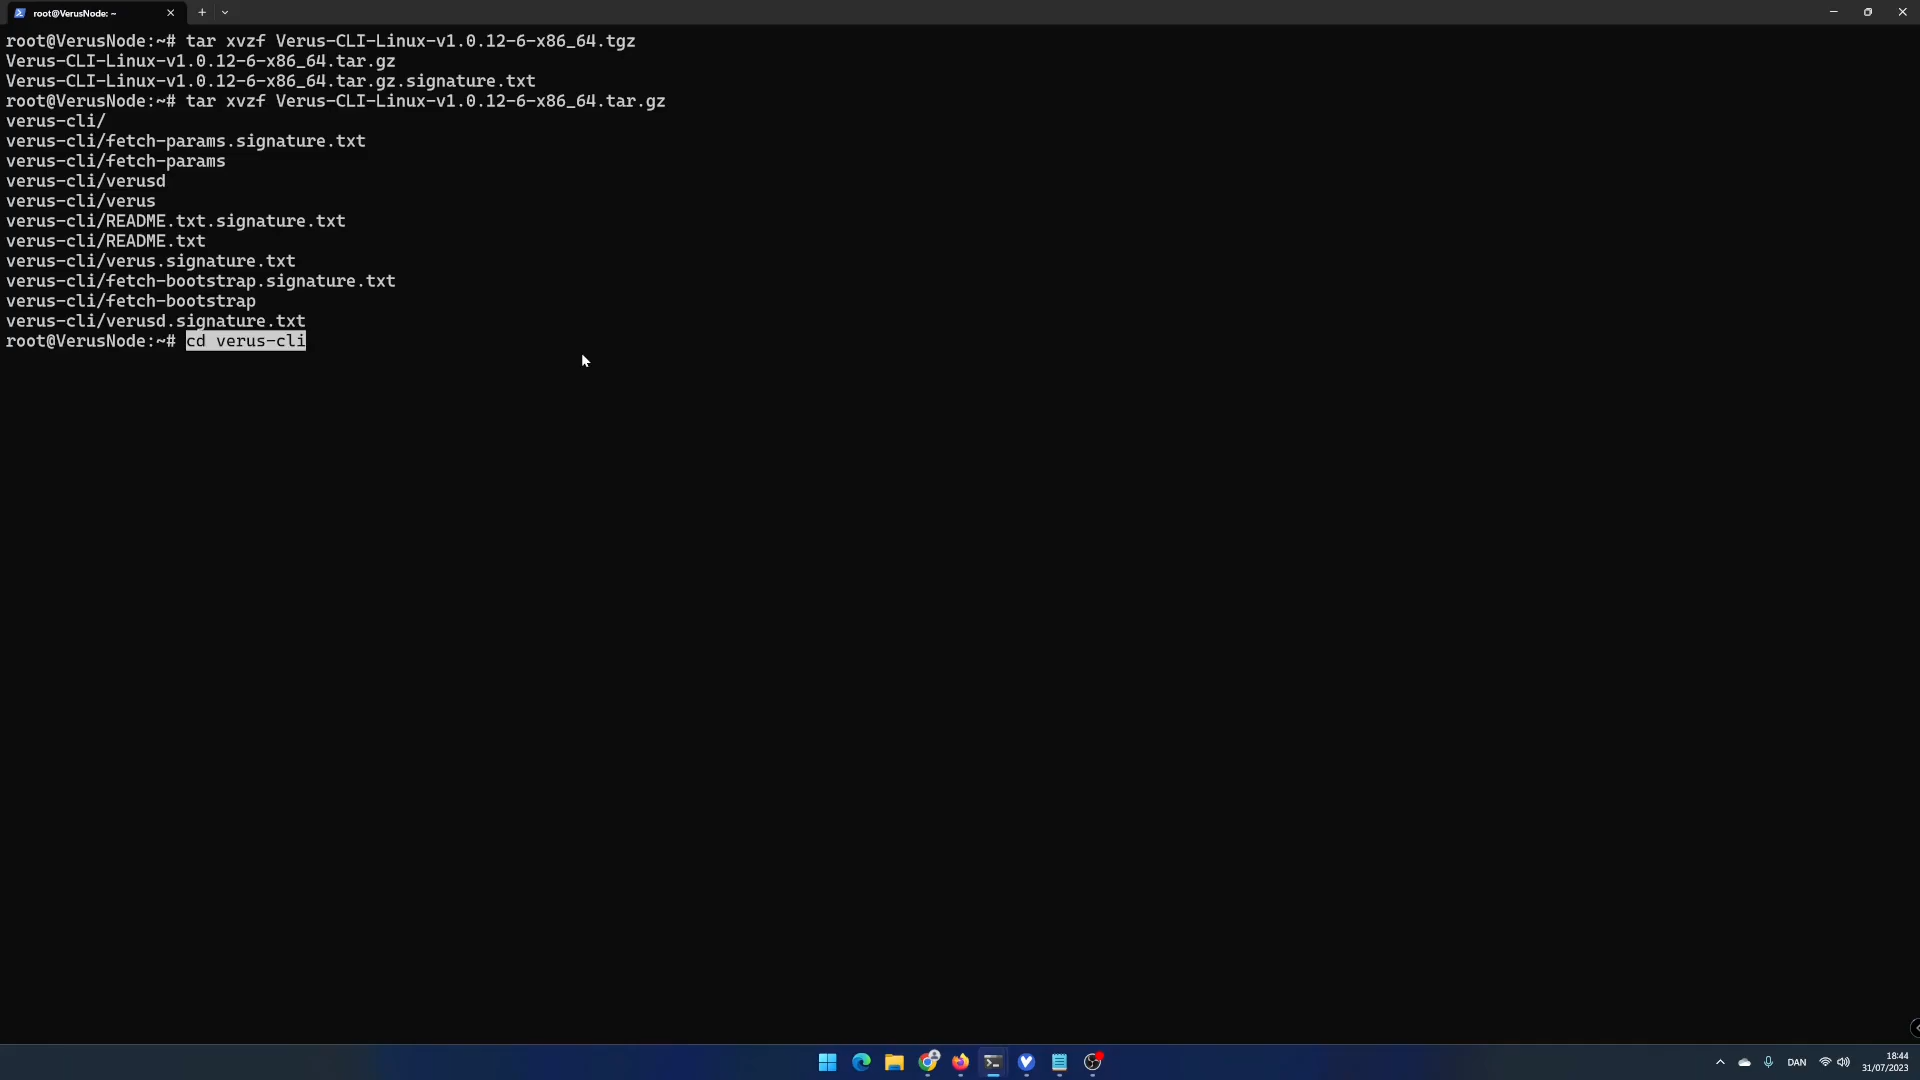 root@VerusNode: ~
root@VerusNode:~# tar xvzf Verus-CLI-Linux-v1.0.12-6-x86_64.tgz
Verus-CLI-Linux-v1.0.12-6-x86_64.tar.gz
Verus-CLI-Linux-v1.0.12-6-x86_64.tar.gz.signature.txt
root@VerusNode:~# tar xvzf Verus-CLI-Linux-v1.0.12-6-x86_64.tar.gz
verus-cli/
verus-cli/fetch-params.signature.txt
verus-cli/fetch-params
verus-cli/verusd
verus-cli/verus
verus-cli/README.txt.signature.txt
verus-cli/README.txt
verus-cli/verus.signature.txt
verus-cli/fetch-bootstrap.signature.txt
verus-cli/fetch-bootstrap
verus-cli/verusd.signature.txt
root@VerusNode:~# cd verus-cli
DAN
18:44
31/07/2023